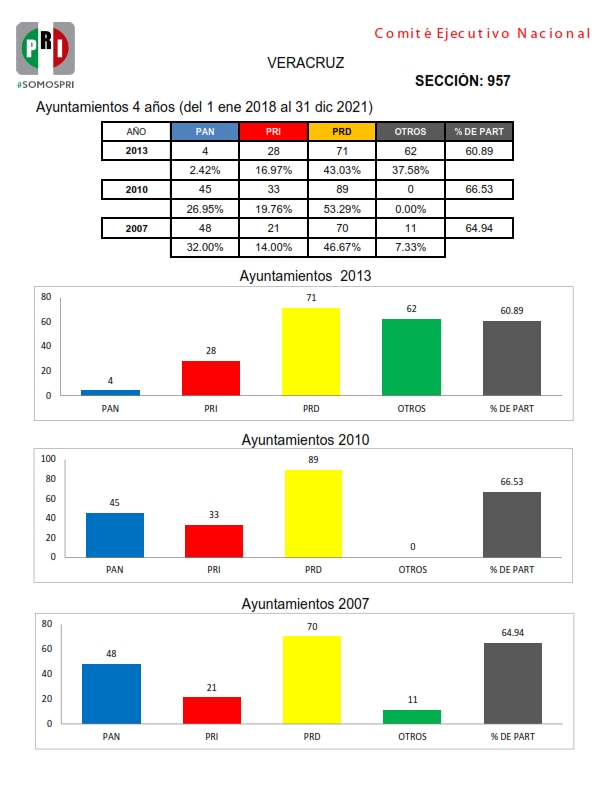 Comité Ejecutivo Nacional
PRI
#SOMOSPRI
VERACRUZ
SECCIÓN: 957
Ayuntamientos 4 años (del 1 ene 2018 al 31 dic 2021)
AÑO PAN PRI PRD OTROS % DE PART
2013 4 28 71 62 60.89
2.42% 16.97% 43.03% 37.58%
2010 45 33 89 0 66.53
26.95% 19.76% 53.29% 0.00%
2007 48 21 70 11 64.94
32.00% 14.00% 46.67% 7.33%
Ayuntamientos 2013
80
60
40
20
0
4 28 71 62 60.89
PAN PRI PRD OTROS % DE PART
Ayuntamientos 2010
100
80
60
40
20
0
45 33 89 0 66.53
PAN PRI PRD OTROS % DE PART
Ayuntamientos 2007
80
60
40
20
0
48 21 70 11 64.94
PAN PRI PRD OTROS % DE PART